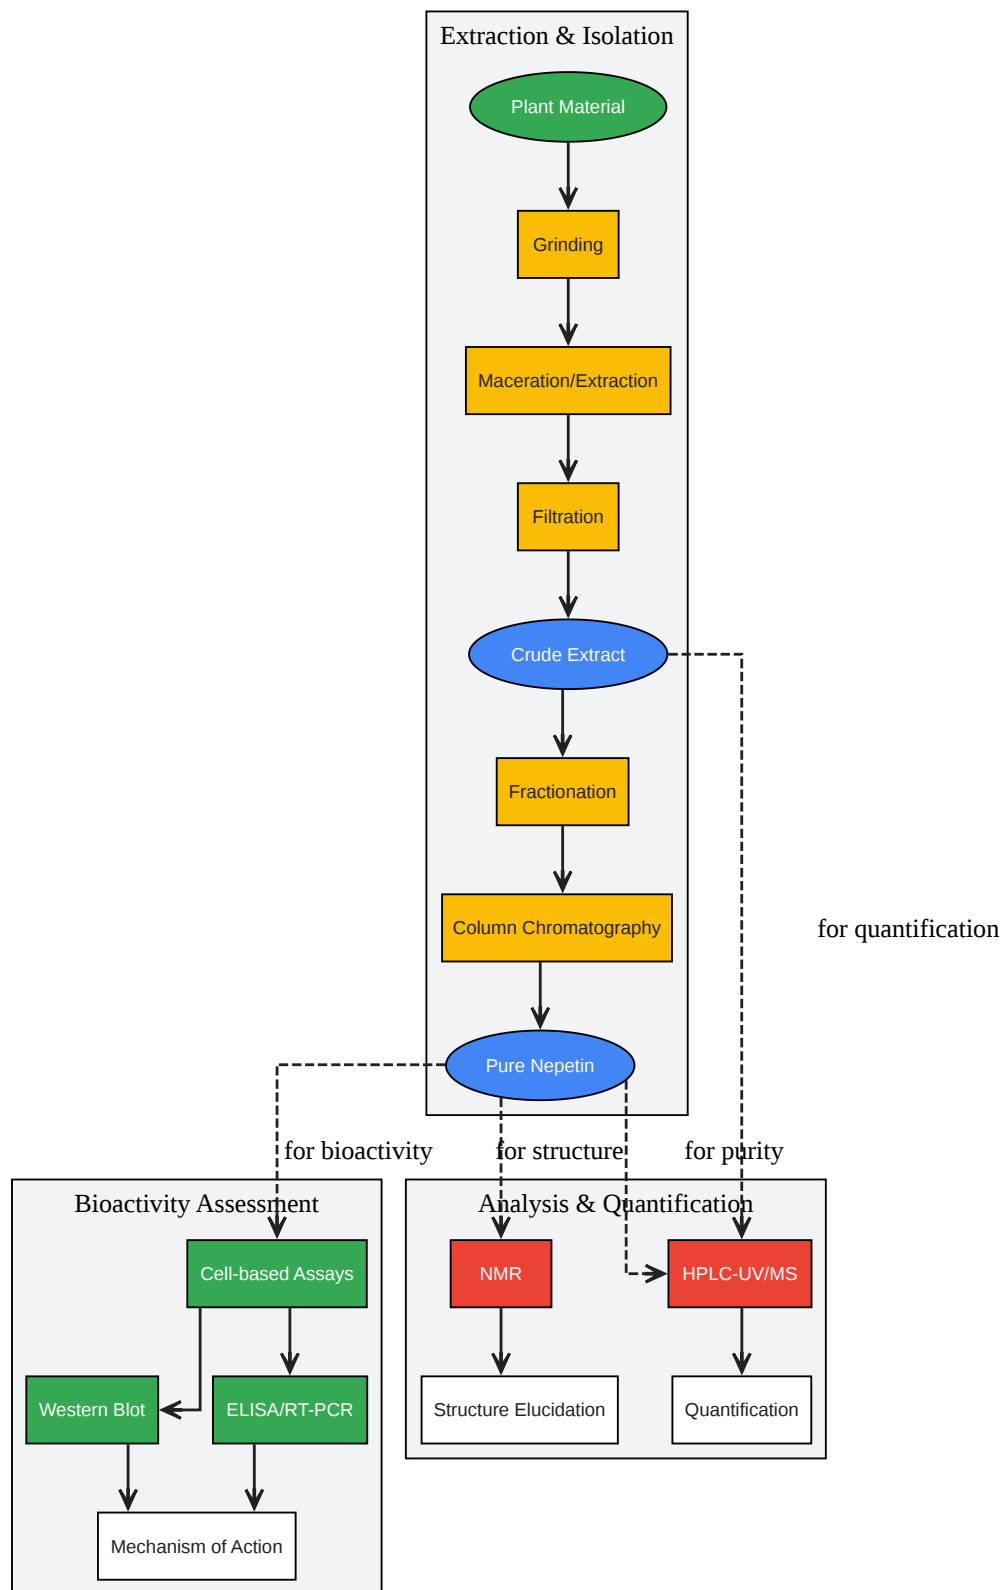 Extraction & Isolation
Plant Material
Grinding
Maceration/Extraction
Filtration
Crude Extract
Fractionation
Column Chromatography
for quantification
Pure Nepetin
for bioactivity
for structure
for purity
Bioactivity Assessment
Analysis & Quantification
Cell-based Assays
NMR
HPLC-UV/MS
Western Blot
ELISA/RT-PCR
Structure Elucidation
Quantification
Mechanism of Action